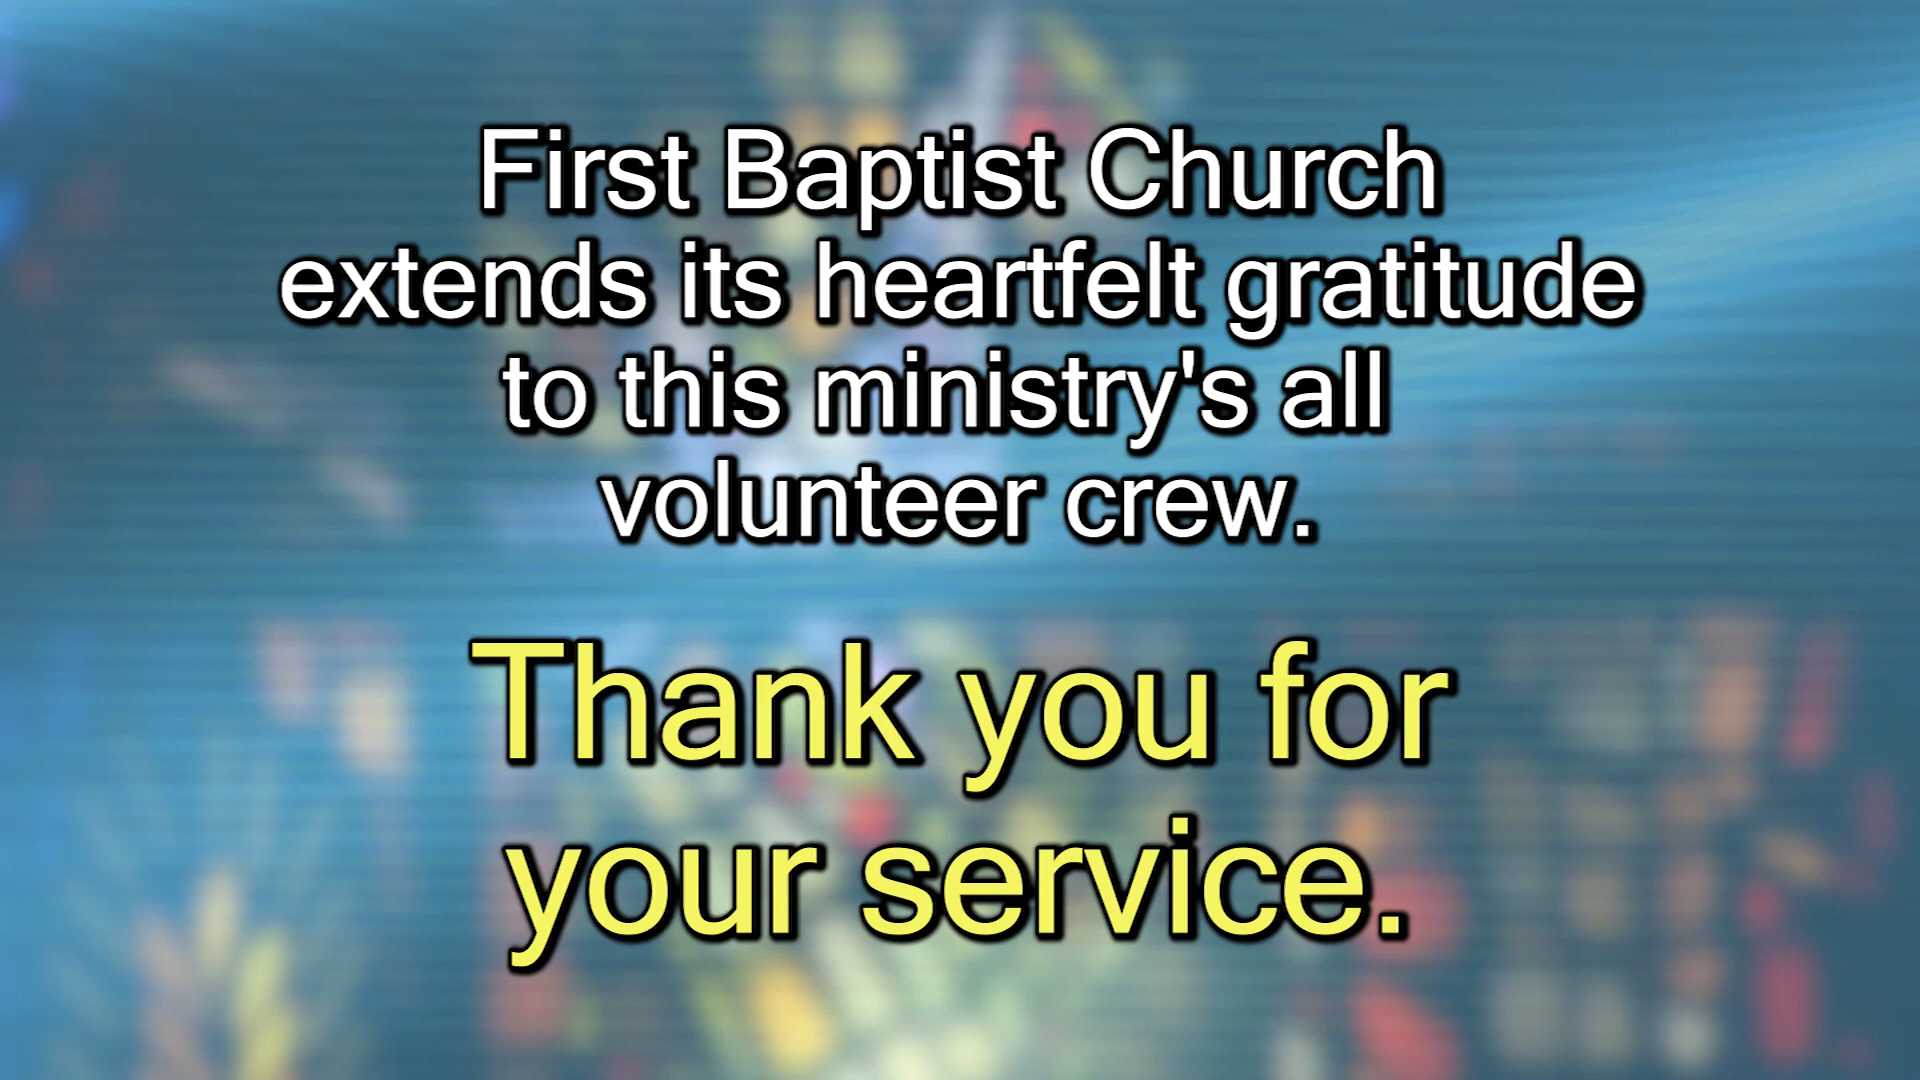 First Baptist Church
extends its heartfelt gratitude
to this ministry's all
volunteer crew.
Thank you for
your service.